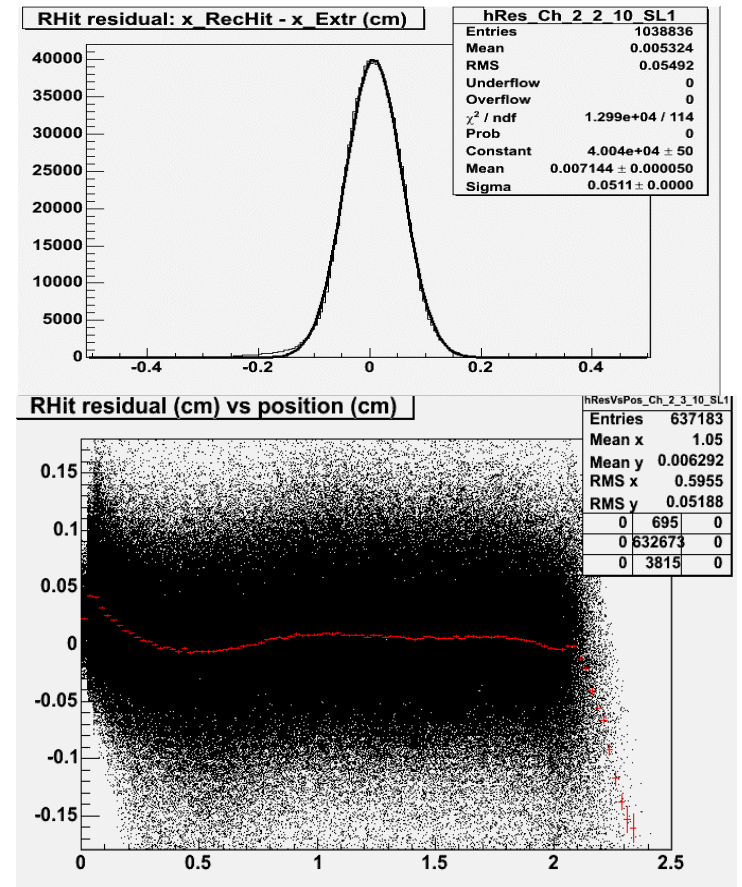 RHit residual: x_RecHit - x_Extr (cm)
hRes_Ch_2_2_10_SL1
Entries 1038836
Mean 0.005324
RMS 0.05492
Underflow 0
Overflow 0
χ² / ndf 1.299e+04 / 114
Prob 0
Constant 4.004e+04 ± 50
Mean 0.007144 ± 0.000050
Sigma 0.0511 ± 0.0000
40000
35000
30000
25000
20000
15000
10000
5000
0
-0.4 -0.2 0 0.2 0.4
RHit residual (cm) vs position (cm)
hResVsPos_Ch_2_3_10_SL1
Entries 637183
Mean x 1.05
Mean y 0.006292
RMS x 0.5955
RMS y 0.05188
0 695 0
0 632673 0
0 3815 0
0.15
0.1
0.05
0
-0.05
-0.1
-0.15
0 0.5 1 1.5 2 2.5